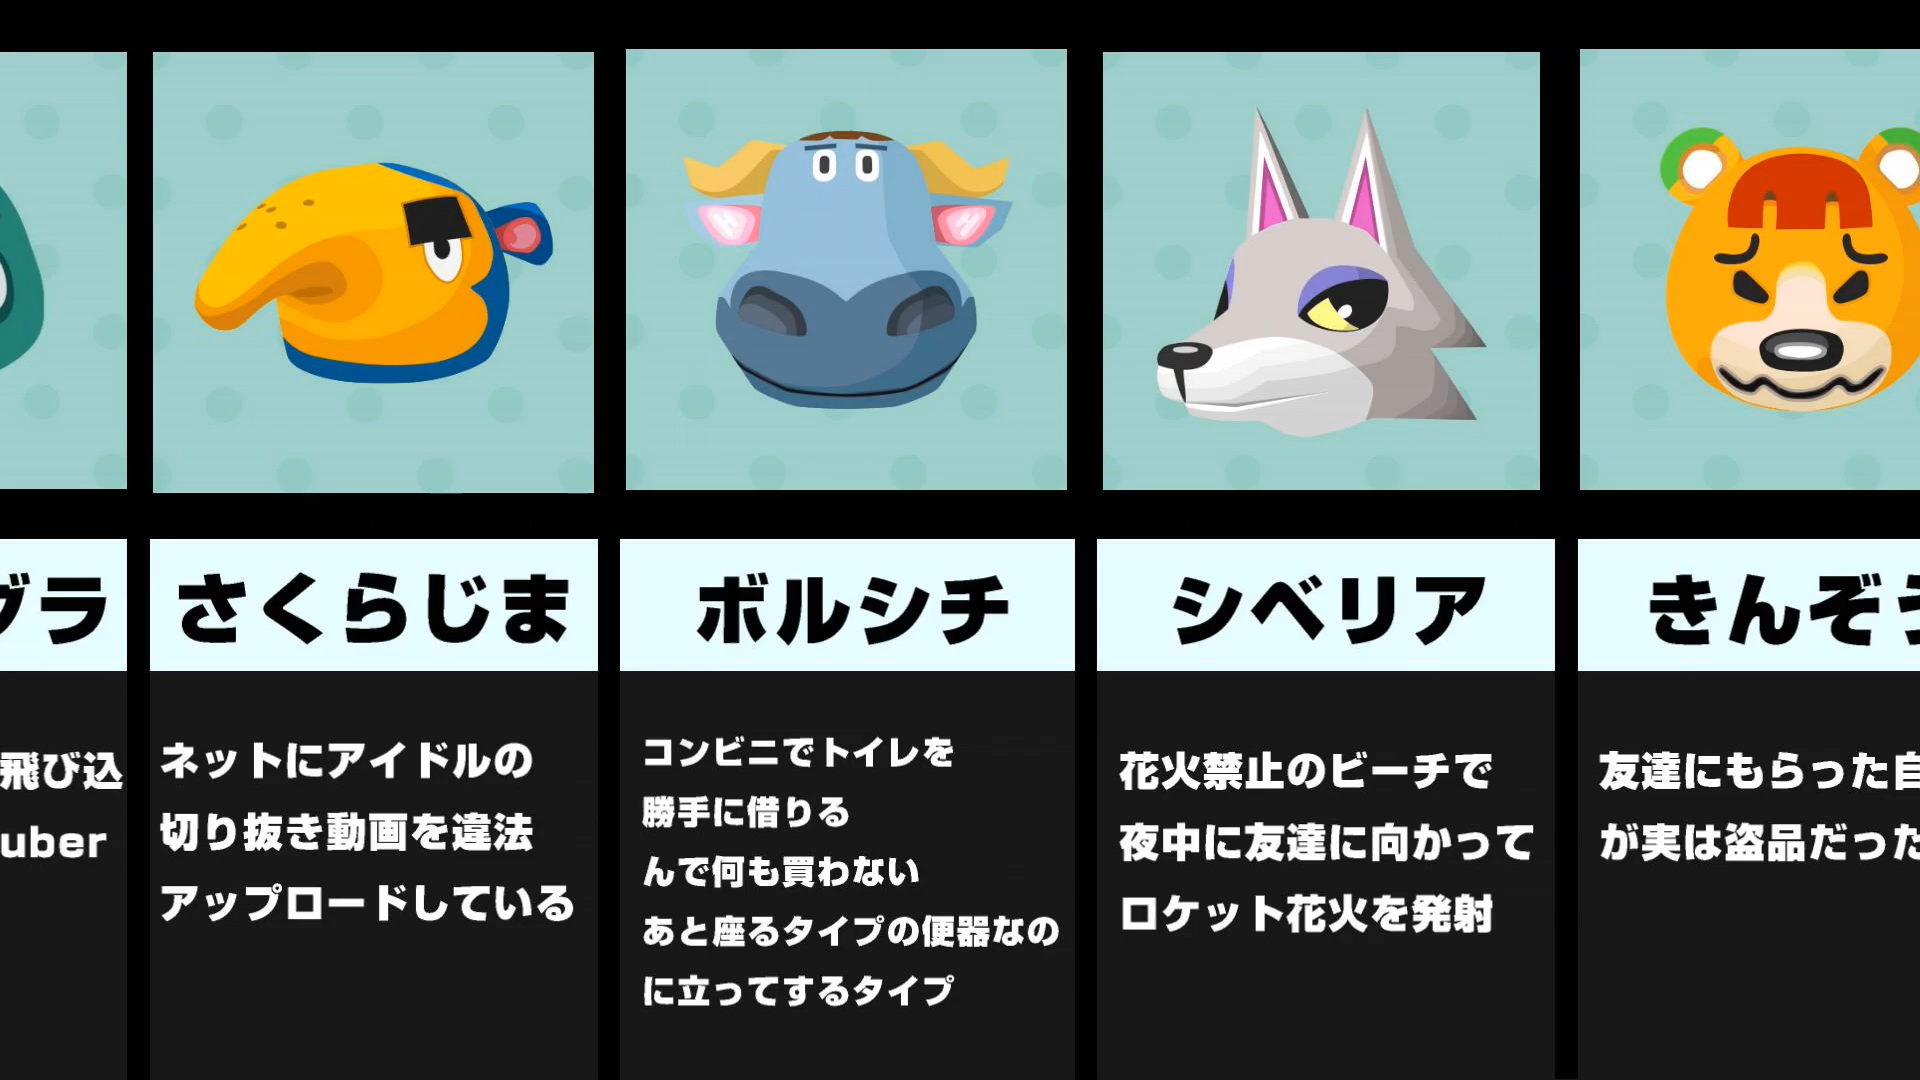 グラ
飛び込
uber
さくらじま
ネットにアイドルの
切り抜き動画を違法
アップロードしている
ボルシチ
コンビニでトイレを
勝手に借りる
んで何も買わない
あと座るタイプの便器なの
に立ってするタイプ
シベリア
花火禁止のビーチで
夜中に友達に向かって
ロケット花火を発射
きんぞう
友達にもらった自
が実は盗品だった